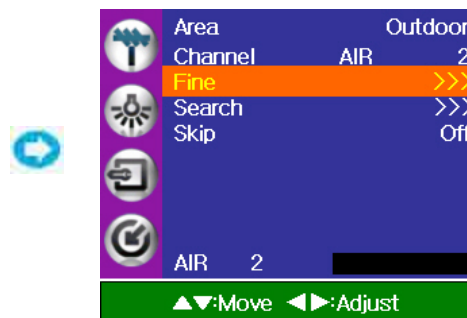 Area Outdoor
Channel AIR 2
Fine >>>
Search >>>
Skip Off
AIR 2
▲▼:Move ◀▶:Adjust